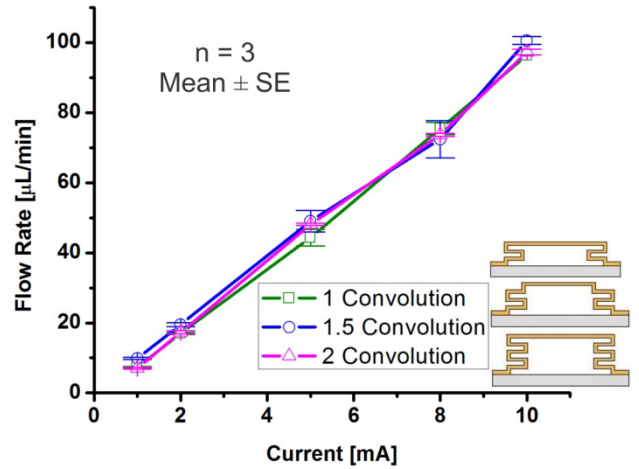 100
80
60
40
20
0
Flow Rate [µL/min]
n = 3
Mean ± SE
1 Convolution
1.5 Convolution
2 Convolution
0 2 4 6 8 10
Current [mA]